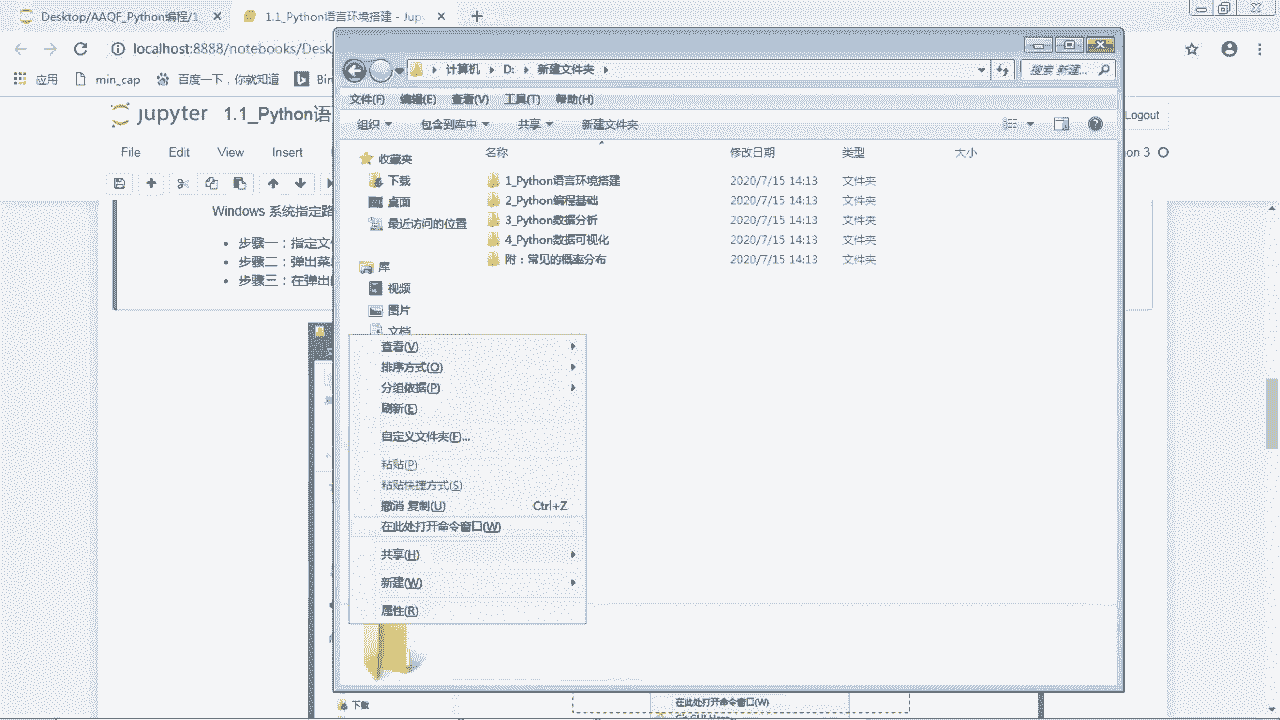 Desktop/AAQF_Python编程/1
1.1_Python语言环境搭建 - Jup
localhost:8888/notebooks/Desk
应用
min_cap
百度一下，你就知道
Bin
jupyter
1.1_Python语
Logout
File
Edit
View
Insert
on 3
Windows 系统指定路
步骤一：指定文
步骤二：弹出菜
步骤三：在弹出
计算机
D:
新建文件夹
搜索 新建...
文件(F)
编辑(E)
查看(V)
工具(T)
帮助(H)
组织
包含到库中
共享
新建文件夹
名称
修改日期
类型
大小
收藏夹
下载
桌面
最近访问的位置
库
视频
图片
文档
1_Python语言环境搭建 2020/7/15 14:13 文件夹
2_Python编程基础 2020/7/15 14:13 文件夹
3_Python数据分析 2020/7/15 14:13 文件夹
4_Python数据可视化 2020/7/15 14:13 文件夹
附：常见的概率分布 2020/7/15 14:13 文件夹
查看(V)
排序方式(O)
分组依据(P)
刷新(E)
自定义文件夹(F)...
粘贴(P)
粘贴快捷方式(S)
撤消 复制(U) Ctrl+Z
在此处打开命令窗口(W)
共享(H)
新建(W)
属性(R)
下载
在此处打开命令窗口(W)